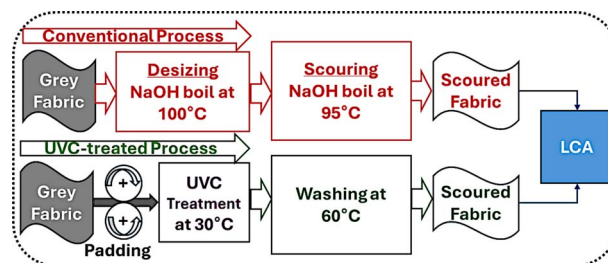 Conventional Process
Grey
Fabric
Desizing
NaOH boil at
100°C
Scouring
NaOH boil at
95°C
Scoured
Fabric
LCA
UVC-treated Process
Grey
Fabric
+
+
Padding
UVC
Treatment
at 30°C
Washing at
60°C
Scoured
Fabric